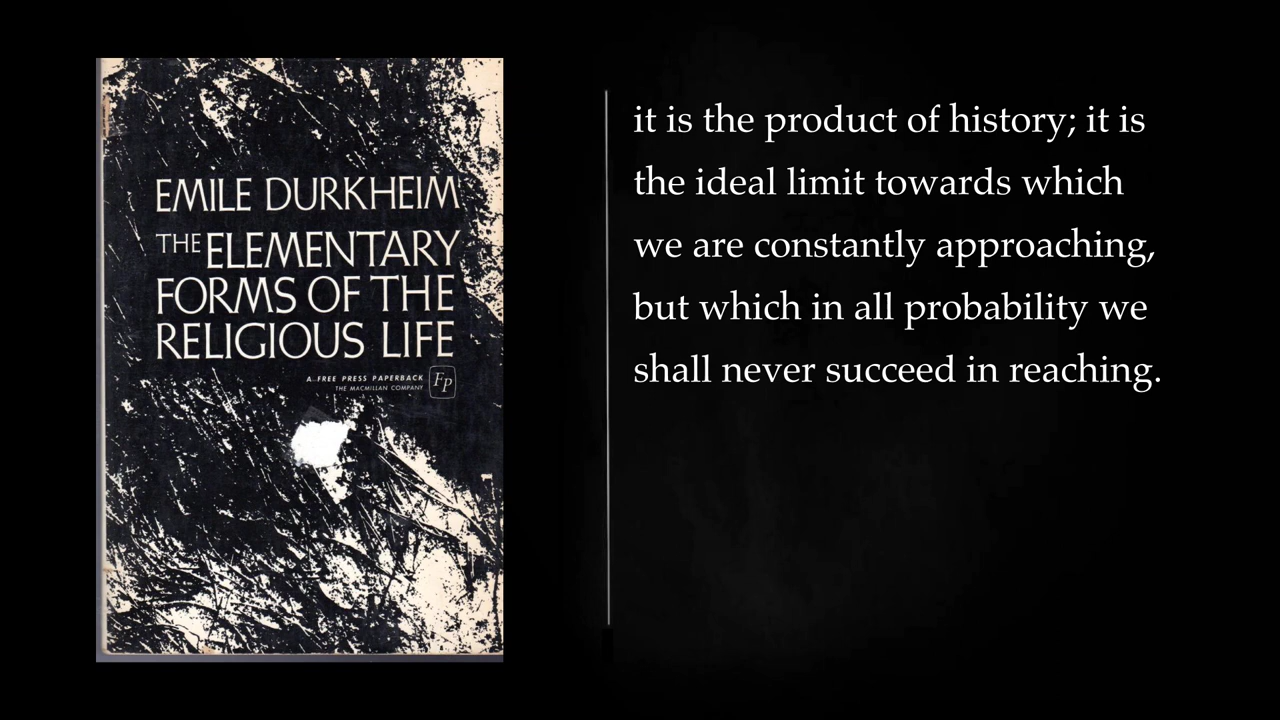 EMILE DURKHEIM
THE ELEMENTARY
FORMS OF THE
RELIGIOUS LIFE
A FREE PRESS PAPERBACK
THE MACMILLAN COMPANY
Fp
it is the product of history; it is
the ideal limit towards which
we are constantly approaching,
but which in all probability we
shall never succeed in reaching.